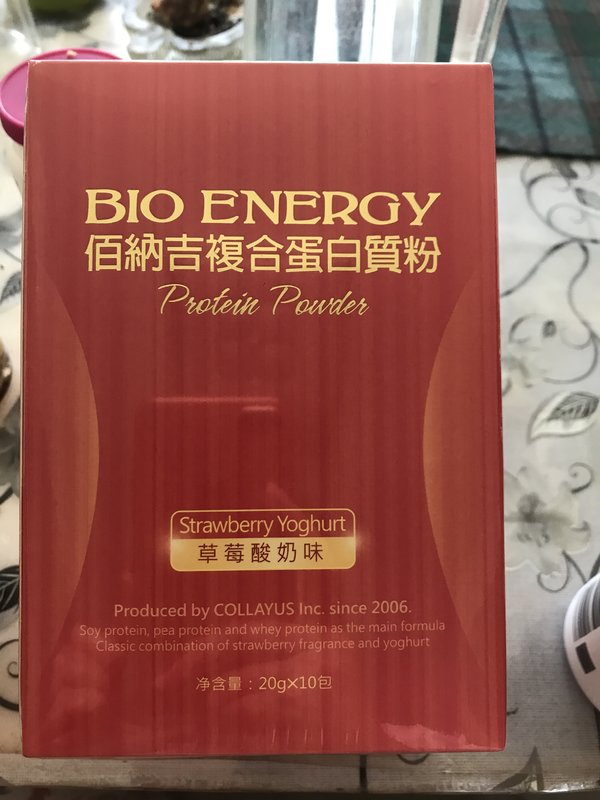 BIO ENERGY
佰納吉複合蛋白質粉
Protein Powder
Strawberry Yoghurt
草莓酸奶味
Produced by COLLAYUS Inc. since 2006.
Soy protein, pea protein and whey protein as the main formula
Classic combination of strawberry fragrance and yoghurt
净含量：20g×10包